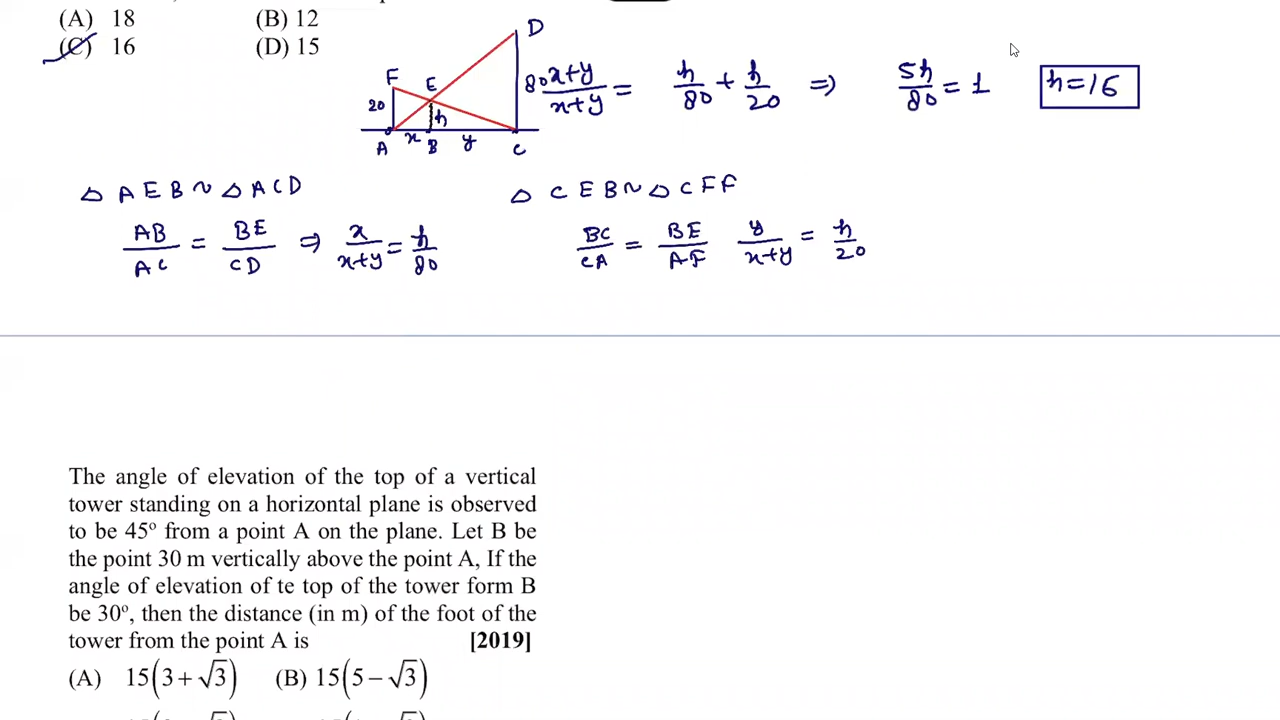 (A) 18 (B) 12
(C) 16 (D) 15
D
F
E
20
80
h
A x B y C
x+y/x+y = h/80 + h/20 ⇒ 5h/80 = 1 h=16
△ AEB ~ △ ACD
AB/AC = BE/CD ⇒ x/x+y = h/80
△ CEB ~ △ CFF
BC/CA = BE/AF y/x+y = h/20
The angle of elevation of the top of a vertical
tower standing on a horizontal plane is observed
to be 45º from a point A on the plane. Let B be
the point 30 m vertically above the point A, If the
angle of elevation of te top of the tower form B
be 30º, then the distance (in m) of the foot of the
tower from the point A is [2019]
(A) 15(3+√3) (B) 15(5−√3)